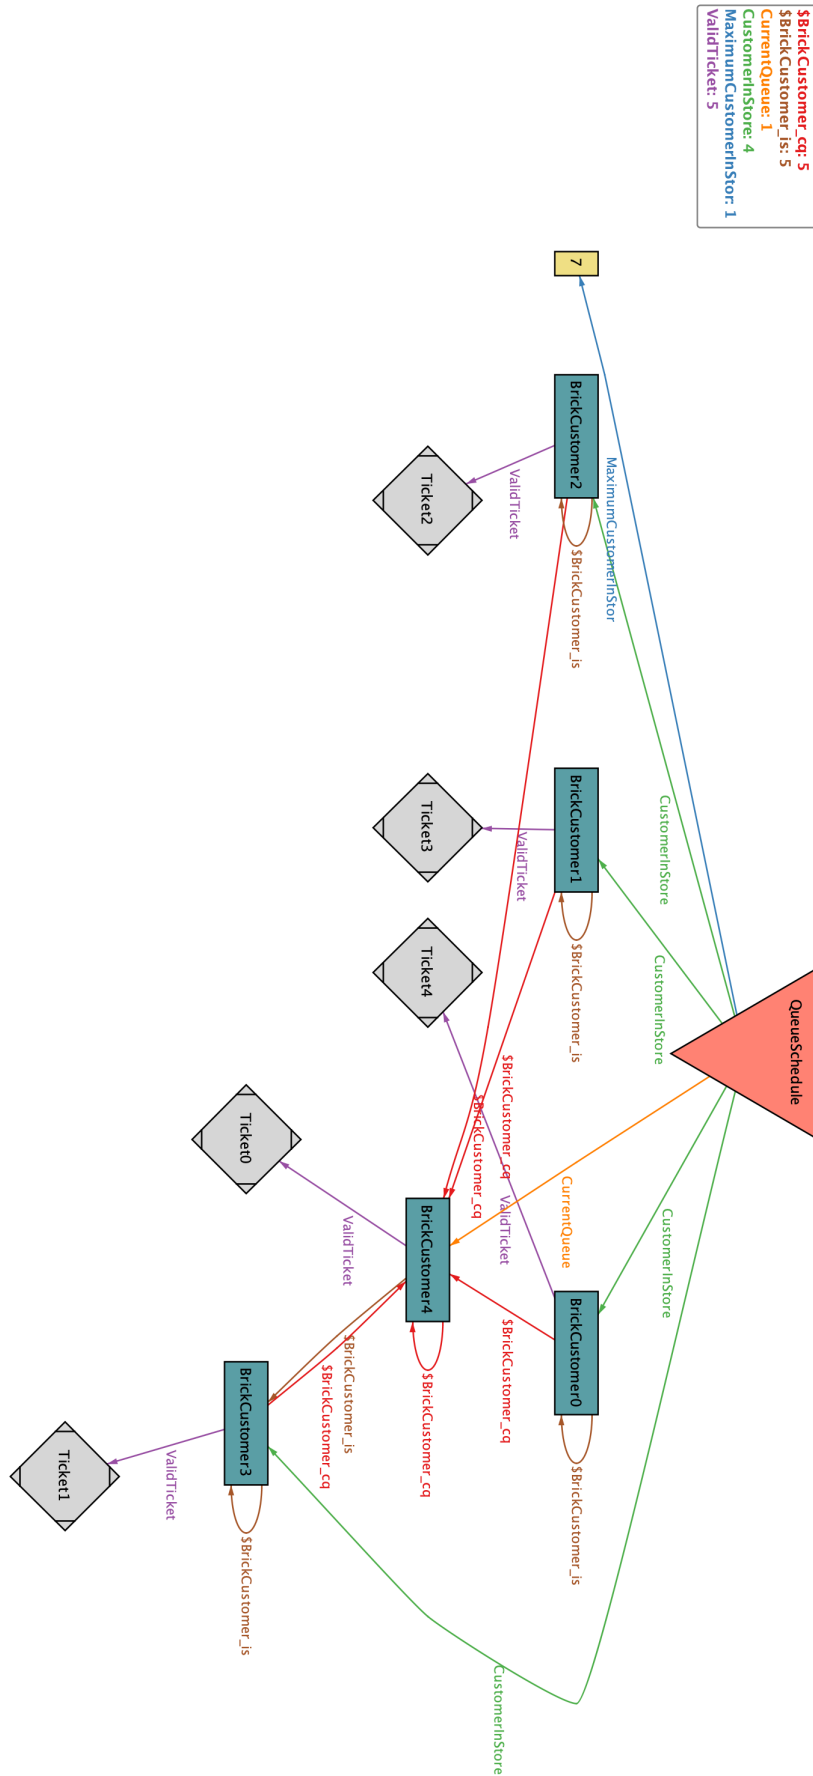 $BrickCustomer_cq: 5
$BrickCustomer_is: 5
CurrentQueue: 1
CustomerInStore: 4
MaximumCustomerInStor: 1
ValidTicket: 5
QueueSchedule
MaximumCustomerInStor
CustomerInStore
CustomerInStore
CurrentQueue
CustomerInStore
CustomerInStore
7
BrickCustomer2
$BrickCustomer_is
BrickCustomer1
$BrickCustomer_is
BrickCustomer0
$BrickCustomer_is
ValidTicket
ValidTicket
$BrickCustomer_cq
$BrickCustomer_cq
ValidTicket
$BrickCustomer_cq
Ticket2
Ticket3
Ticket4
BrickCustomer4
$BrickCustomer_cq
ValidTicket
$BrickCustomer_is
$BrickCustomer_cq
Ticket0
BrickCustomer3
$BrickCustomer_is
ValidTicket
Ticket1